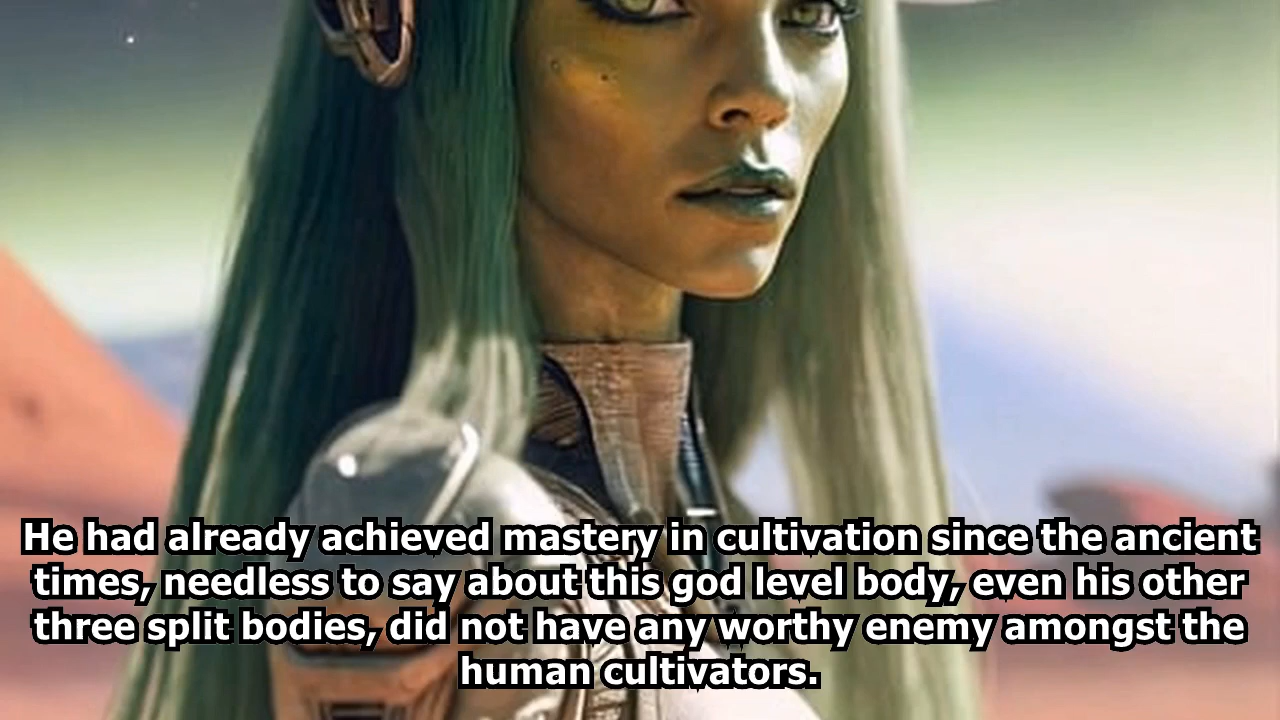 He had already achieved mastery in cultivation since the ancient
times, needless to say about this god level body, even his other
three split bodies, did not have any worthy enemy amongst the
human cultivators.